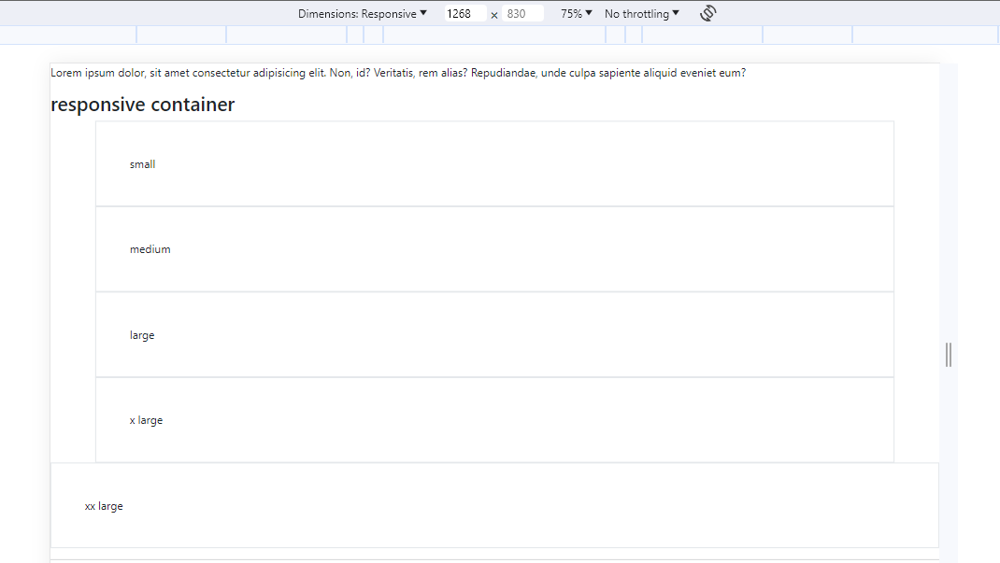 Dimensions: Responsive 1268 × 830 75% No throttling
Lorem ipsum dolor, sit amet consectetur adipisicing elit. Non, id? Veritatis, rem alias? Repudiandae, unde culpa sapiente aliquid eveniet eum?
responsive container
small
medium
large
x large
xx large